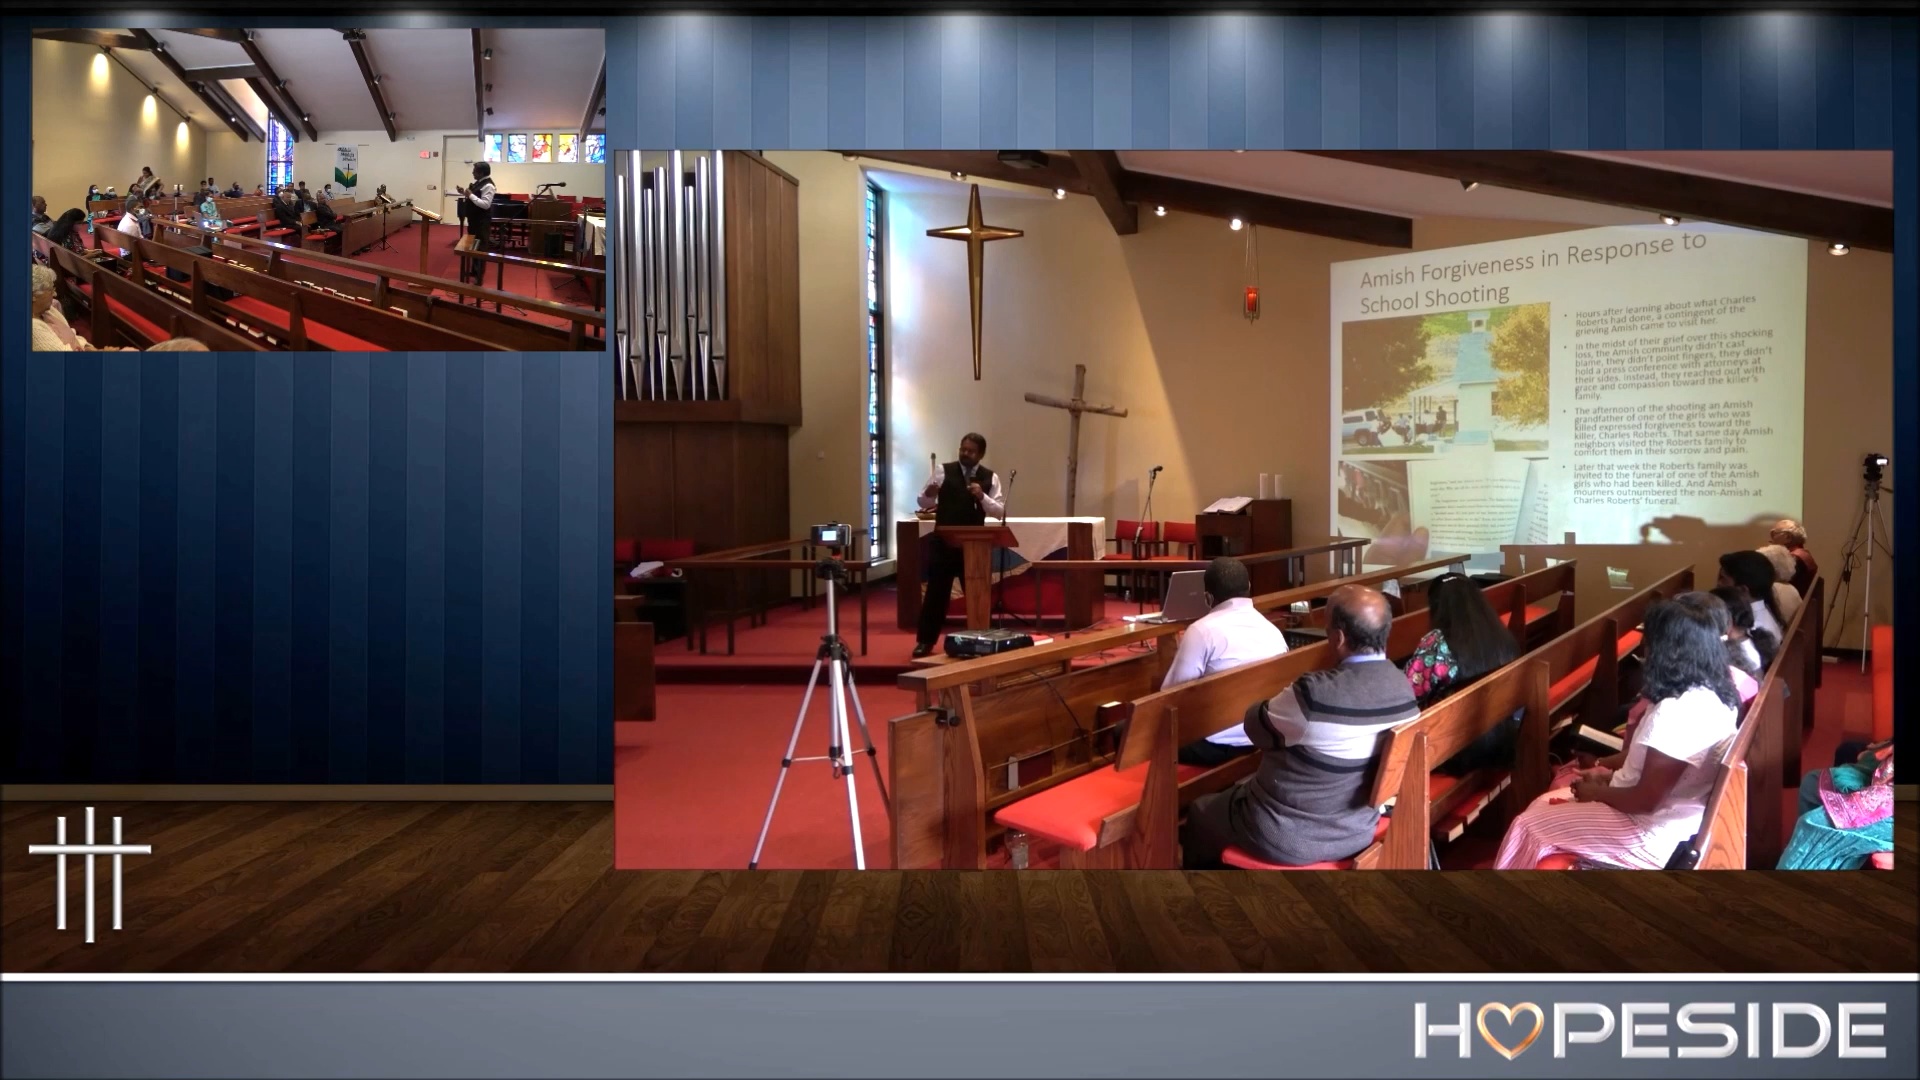 Amish Forgiveness in Response to
School Shooting
Hours after learning about what Charles
Roberts had done, a contingent of the
grieving Amish came to visit her.
In the midst of their grief over this shocking
loss, the Amish community didn't cast
blame, they didn't point fingers, they didn't
hold a press conference with attorneys at
their sides. Instead, they reached out with
grace and compassion toward the killer's
family.
The afternoon of the shooting an Amish
grandfather of one of the girls who was
killed expressed forgiveness toward the
killer, Charles Roberts. That same day Amish
neighbors visited the Roberts family to
comfort them in their sorrow and pain.
Later that week the Roberts family was
invited to the funeral of one of the Amish
girls who had been killed. And Amish
mourners outnumbered the non-Amish at
Charles Roberts' funeral.
HOPESIDE